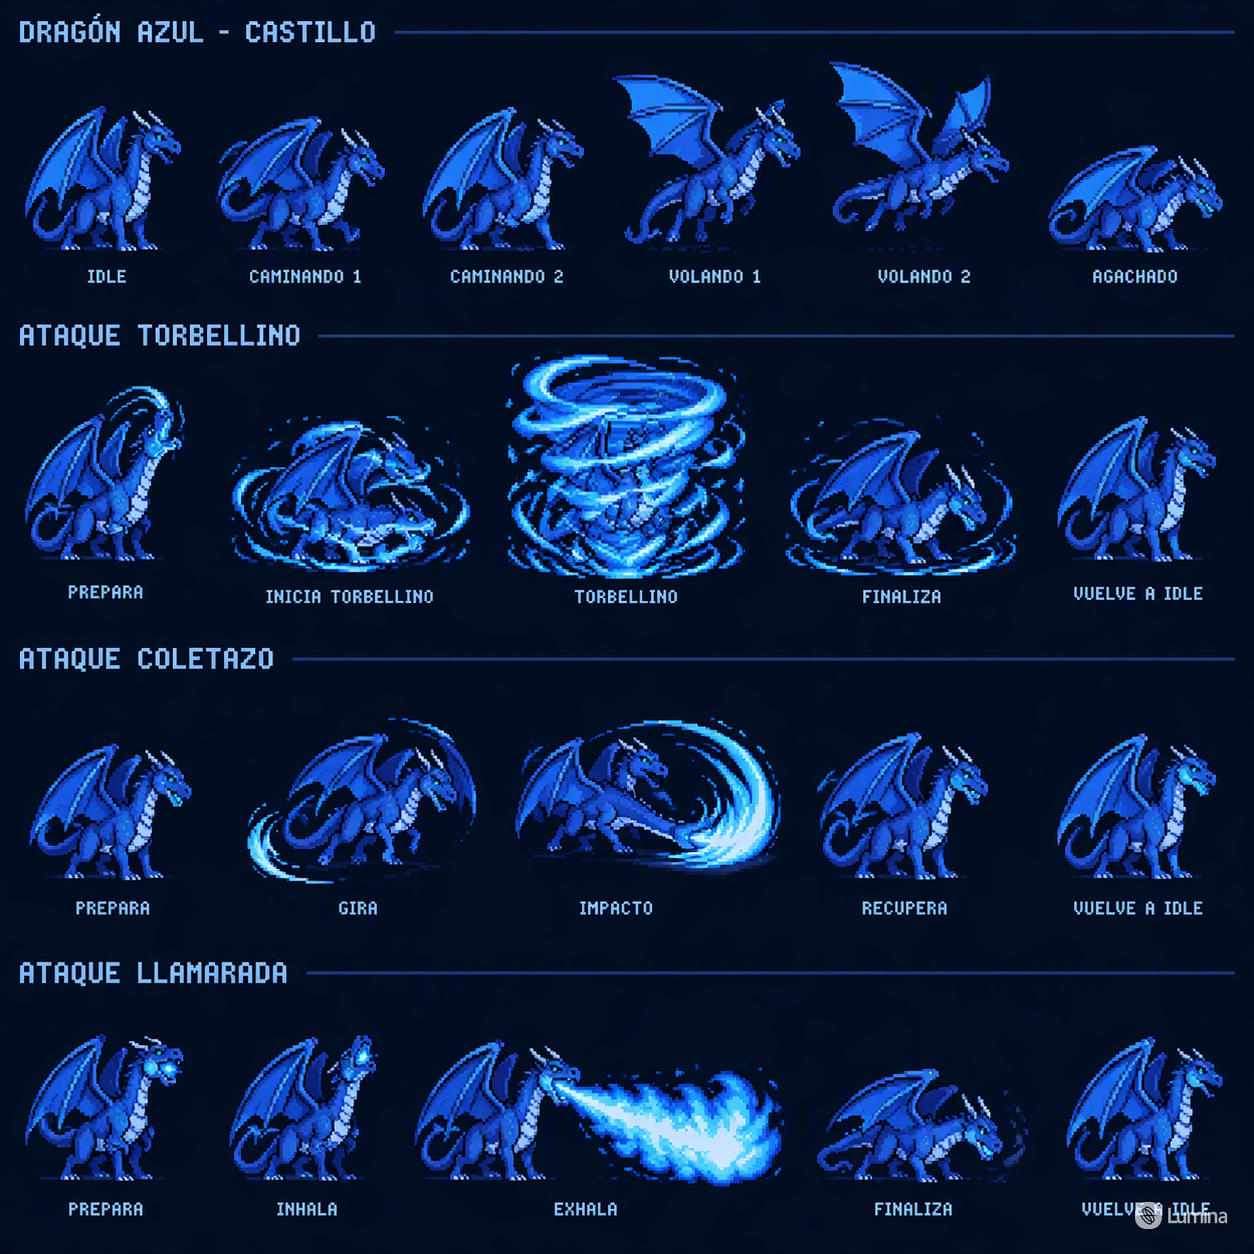 DRAGÓN AZUL - CASTILLO
IDLE
CAMINANDO 1
CAMINANDO 2
VOLANDO 1
VOLANDO 2
AGACHADO
ATAQUE TORBELLINO
PREPARA
INICIA TORBELLINO
TORBELLINO
FINALIZA
VUELVE A IDLE
ATAQUE COLETAZO
PREPARA
GIRA
IMPACTO
RECUPERA
VUELVE A IDLE
ATAQUE LLAMARADA
PREPARA
INHALA
EXHALA
FINALIZA
VUELVE A IDLE
Lumina